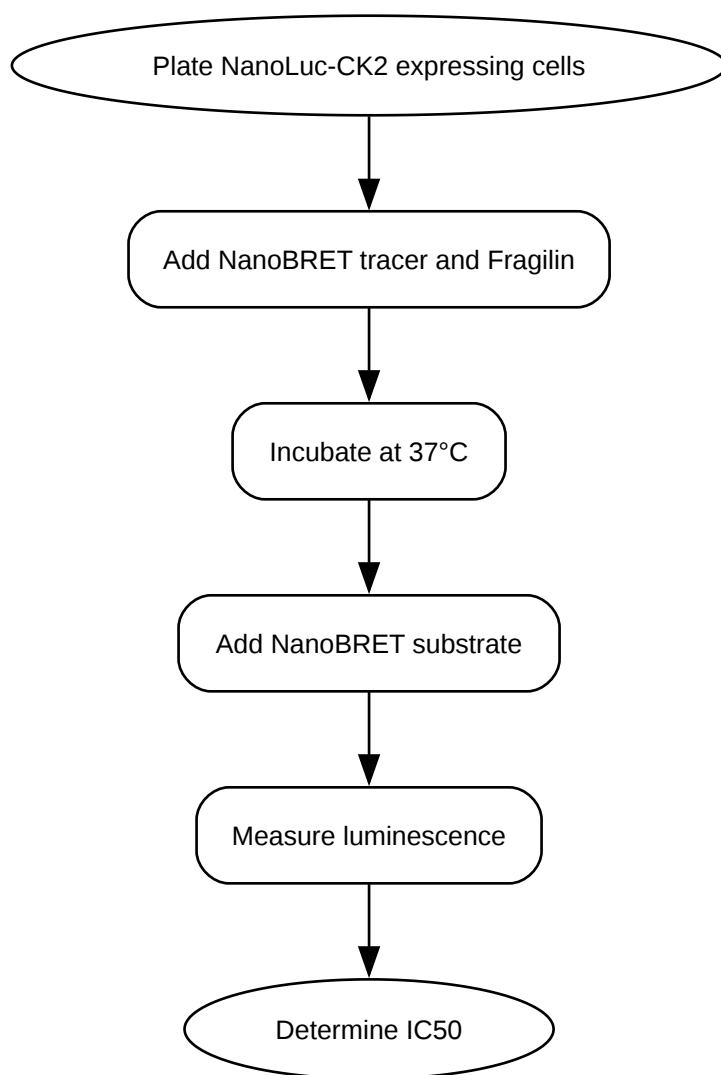 Plate NanoLuc-CK2 expressing cells
Add NanoBRET tracer and Fragilin
Incubate at 37°C
Add NanoBRET substrate
Measure luminescence
Determine IC50